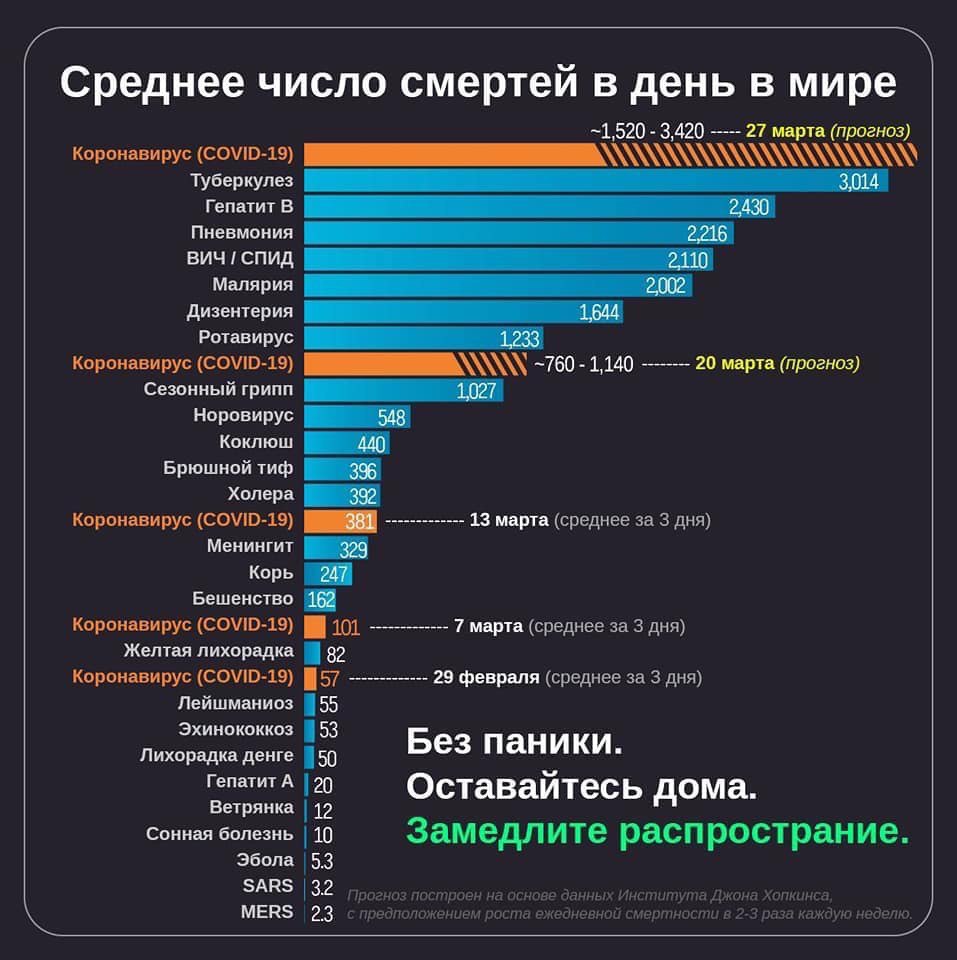 Среднее число смертей в день в мире
~1,520 - 3,420 ----- 27 марта (прогноз)
Коронавирус (COVID-19)
Туберкулез 3,014
Гепатит B 2,430
Пневмония 2,216
ВИЧ / СПИД 2,110
Малярия 2,002
Дизентерия 1,644
Ротавирус 1,233
Коронавирус (COVID-19) ~760 - 1,140 -------- 20 марта (прогноз)
Сезонный грипп 1,027
Норовирус 548
Коклюш 440
Брюшной тиф 396
Холера 392
Коронавирус (COVID-19) 381 ------------- 13 марта (среднее за 3 дня)
Менингит 329
Корь 247
Бешенство 162
Коронавирус (COVID-19) 101 ------------- 7 марта (среднее за 3 дня)
Желтая лихорадка 82
Коронавирус (COVID-19) 57 ------------- 29 февраля (среднее за 3 дня)
Лейшманиоз 55
Эхинококкоз 53
Лихорадка денге 50
Гепатит A 20
Ветрянка 12
Сонная болезнь 10
Эбола 5.3
SARS 3.2
MERS 2.3
Без паники.
Оставайтесь дома.
Замедлите распространие.
Прогноз построен на основе данных Института Джона Хопкинса,
с предположением роста ежедневной смертности в 2-3 раза каждую неделю.